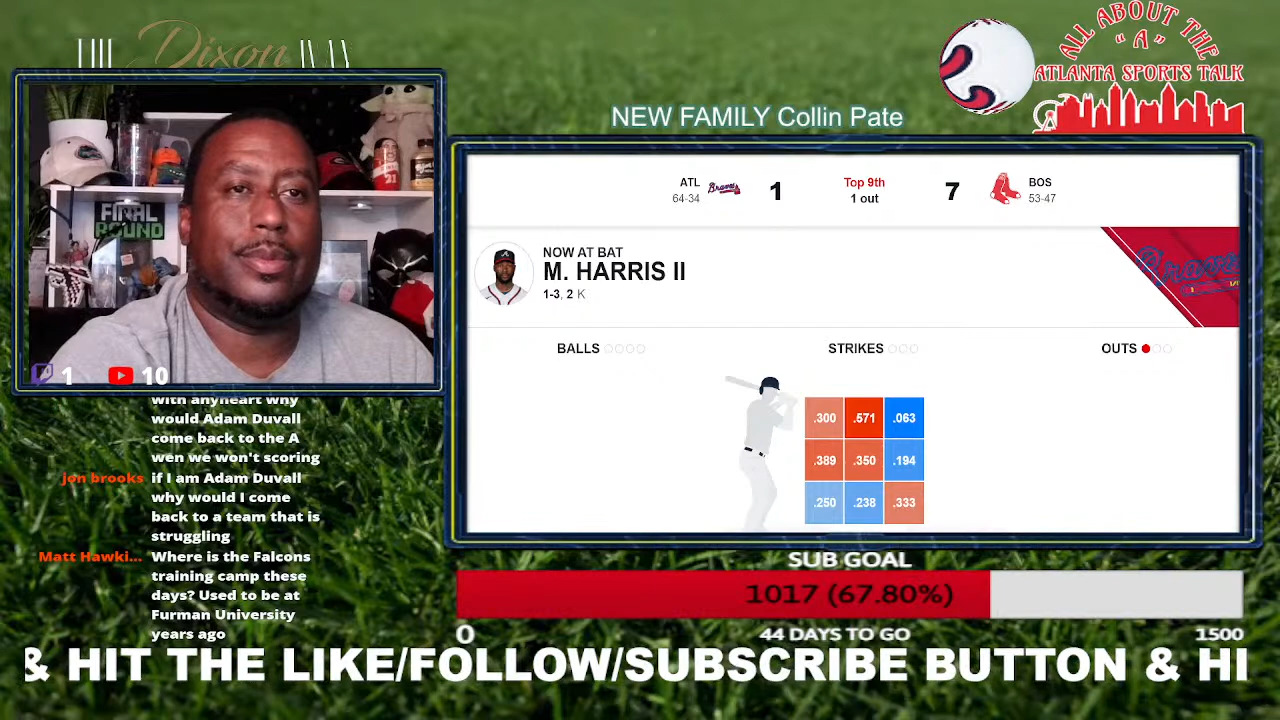 Dixon
ALL ABOUT THE
"A"
ATLANTA SPORTS TALK
NEW FAMILY Collin Pate
FINAL
ROUND
1
10
ATL
64-34
Braves
1
Top 9th
1 out
7
BOS
53-47
NOW AT BAT
M. HARRIS II
1-3, 2 K
Braves
BALLS
STRIKES
OUTS
.300 .571 .063
.389 .350 .194
.250 .238 .333
with anyheart why
would Adam Duvall
come back to the A
wen we won't scoring
jon brooks if I am Adam Duvall
why would I come
back to a team that is
struggling
Matt Hawki... Where is the Falcons
training camp these
days? Used to be at
Furman University
years ago
SUB GOAL
1017 (67.80%)
0 44 DAYS TO GO 1500
& HIT THE LIKE/FOLLOW/SUBSCRIBE BUTTON & HI